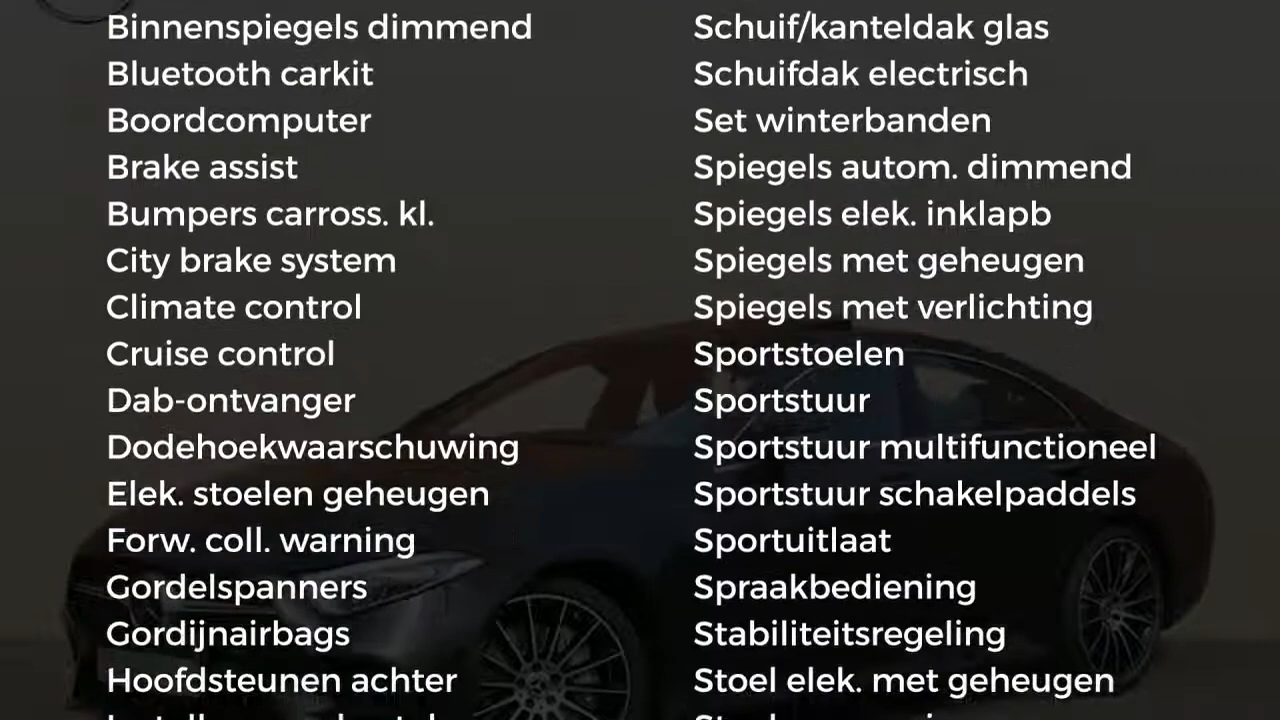 Binnenspiegels dimmend
Bluetooth carkit
Boordcomputer
Brake assist
Bumpers carross. kl.
City brake system
Climate control
Cruise control
Dab-ontvanger
Dodehoekwaarschuwing
Elek. stoelen geheugen
Forw. coll. warning
Gordelspanners
Gordijnairbags
Hoofdsteunen achter
Schuif/kanteldak glas
Schuifdak electrisch
Set winterbanden
Spiegels autom. dimmend
Spiegels elek. inklapb
Spiegels met geheugen
Spiegels met verlichting
Sportstoelen
Sportstuur
Sportstuur multifunctioneel
Sportstuur schakelpaddels
Sportuitlaat
Spraakbediening
Stabiliteitsregeling
Stoel elek. met geheugen